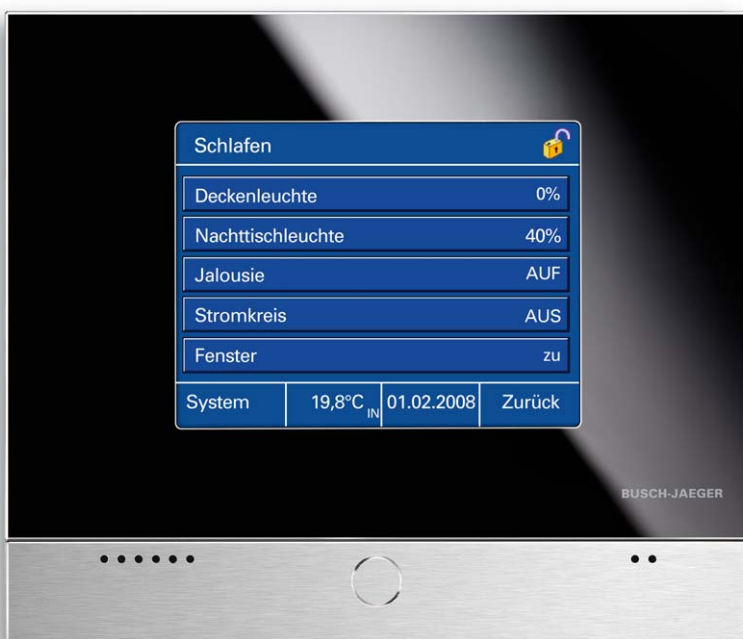 Schlafen
Deckenleuchte 0%
Nachttischleuchte 40%
Jalousie AUF
Stromkreis AUS
Fenster zu
System 19,8°C IN 01.02.2008 Zurück
BUSCH-JAEGER